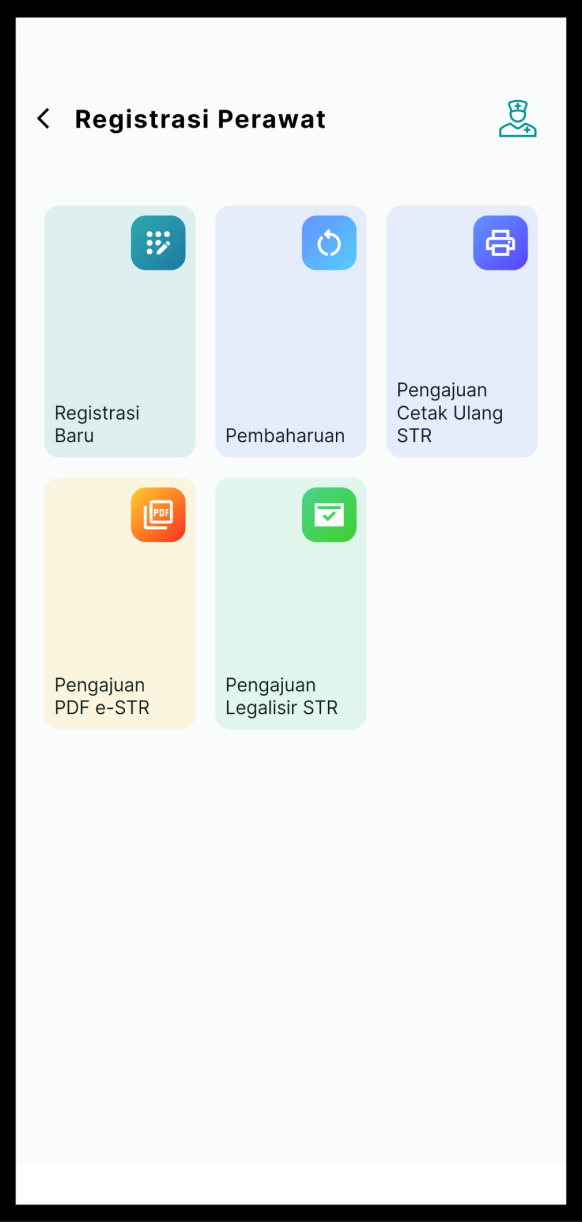 Registrasi Perawat
Registrasi
Baru
Pembaharuan
Pengajuan
Cetak Ulang
STR
PDF
Pengajuan
PDF e-STR
Pengajuan
Legalisir STR